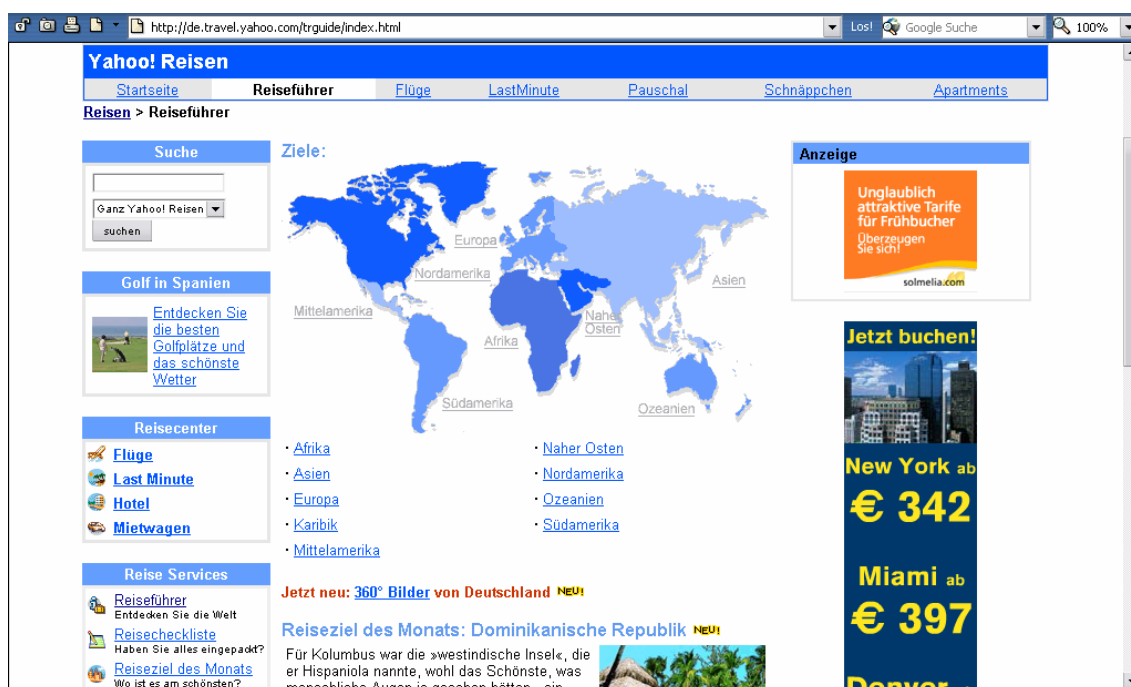 http://de.travel.yahoo.com/trguide/index.html
Los!
Google Suche
100%
Yahoo! Reisen
Startseite
Reiseführer
Flüge
LastMinute
Pauschal
Schnäppchen
Apartments
Reisen > Reiseführer
Suche
Ganz Yahoo! Reisen
suchen
Golf in Spanien
Entdecken Sie
die besten
Golfplätze und
das schönste
Wetter
Reisecenter
Flüge
Last Minute
Hotel
Mietwagen
Reise Services
Reiseführer
Entdecken Sie die Welt
Reisecheckliste
Haben Sie alles eingepackt?
Reiseziel des Monats
Wo ist es am schönsten?
Ziele:
Europa
Nordamerika
Asien
Mittelamerika
Naher
Osten
Afrika
Südamerika
Ozeanien
· Afrika
· Asien
· Europa
· Karibik
· Mittelamerika
· Naher Osten
· Nordamerika
· Ozeanien
· Südamerika
Jetzt neu: 360° Bilder von Deutschland NEU!
Reiseziel des Monats: Dominikanische Republik NEU!
Für Kolumbus war die »westindische Insel«, die
er Hispaniola nannte, wohl das Schönste, was
menschliche Augen je gesehen hätten
Anzeige
Unglaublich
attraktive Tarife
für Frühbucher
Überzeugen
Sie sich!
solmelia.com
Jetzt buchen!
New York ab
€ 342
Miami ab
€ 397
Denver